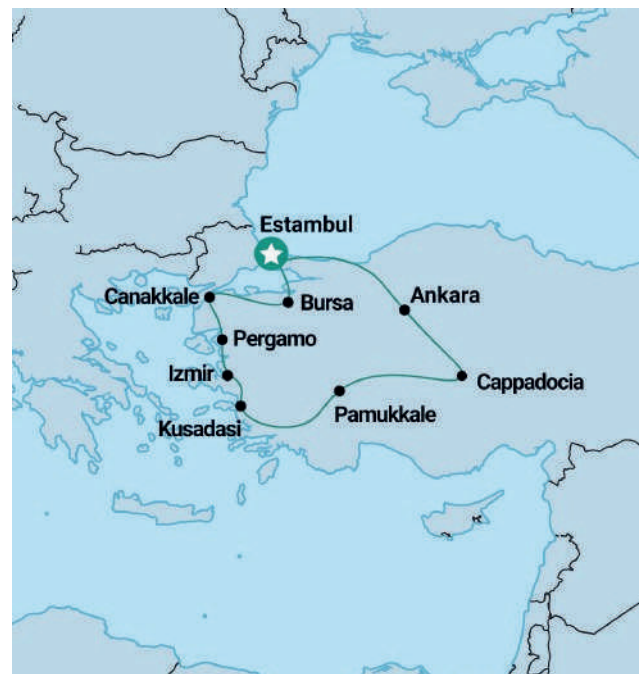 Estambul
Canakkale
Bursa
Ankara
Pergamo
Izmir
Cappadocia
Kusadasi
Pamukkale